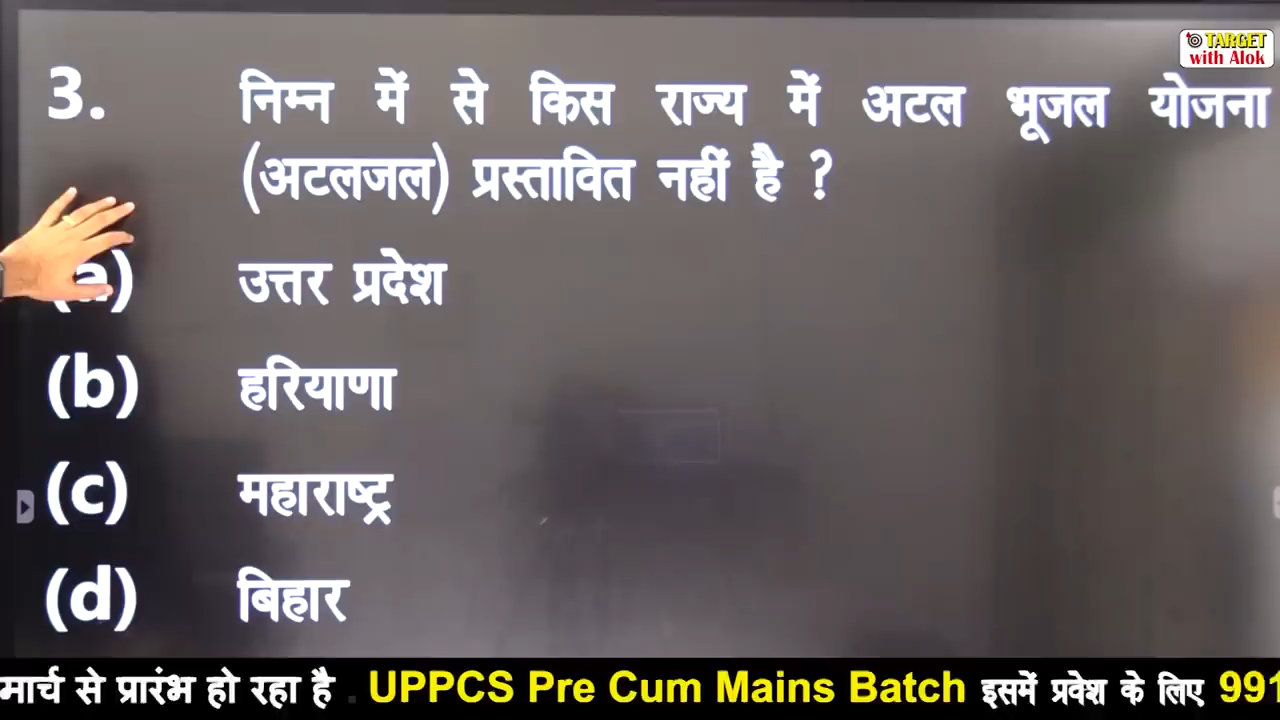 TARGET
with Alok
3. निम्न में से किस राज्य में अटल भूजल योजना
(अटलजल) प्रस्तावित नहीं है ?
(a) उत्तर प्रदेश
(b) हरियाणा
(c) महाराष्ट्र
(d) बिहार
मार्च से प्रारंभ हो रहा है . UPPCS Pre Cum Mains Batch इसमें प्रवेश के लिए 991